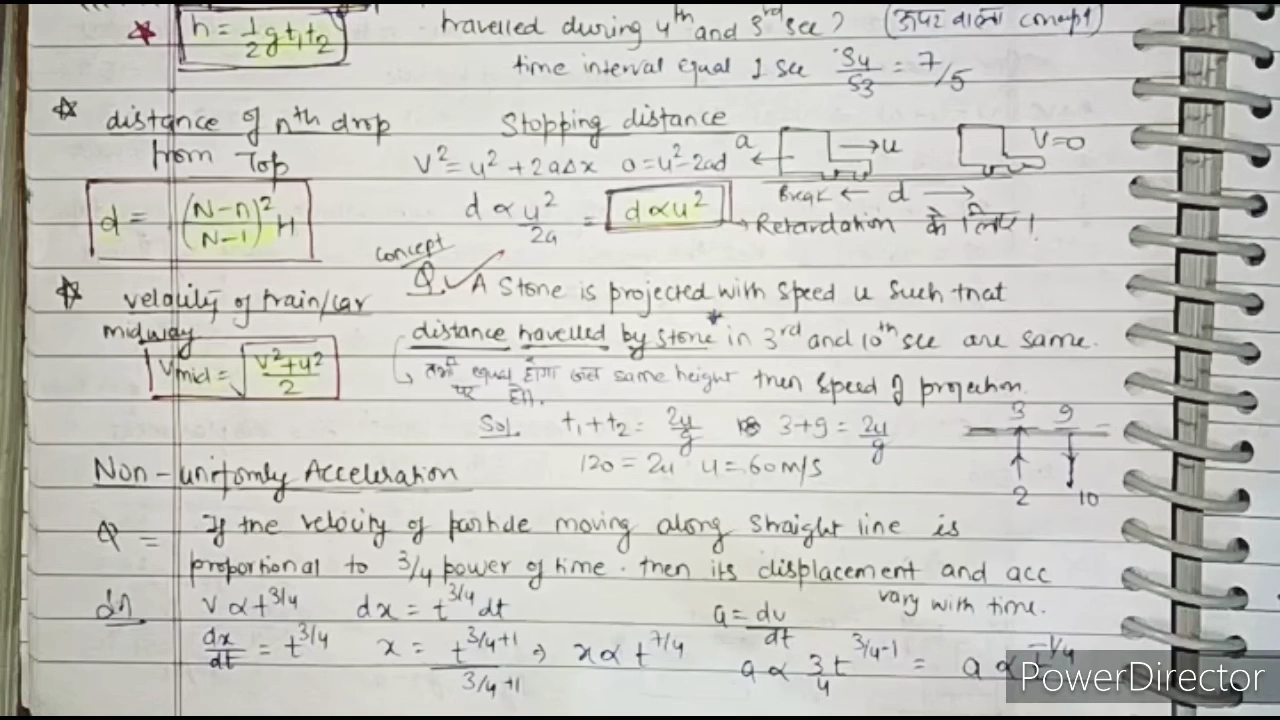 h = 1/2 g t₁t₂
travelled during 4th and 3rd sec? (ऊपर वाला concept)
time interval equal 1 sec S4/S3 = 7/5
distance of nth drop from Top
d = (N-n/N-1)² H
Stopping distance
V² = u² + 2aΔx 0 = u² - 2ad
d ∝ u²/2a = d ∝ u² → Retardation के लिए।
a u V=0
Break ← d →
velocity of train/car
midway
Vmid = √(v²+u²/2)
concept
Q ✓ A Stone is projected with speed u such that
distance travelled by stone in 3rd and 10th sec are same.
तभी equal होगा जब same height then speed of projection.
पर होगा.
Sol. t₁+t₂ = 2u/g 3+9 = 2u/g
120 = 2u u = 60 m/s
3 9
2 10
Non-uniformly Acceleration
Q = If the velocity of particle moving along straight line is
proportional to 3/4 power of time. then its displacement and acc
vary with time.
v ∝ t^3/4 dx = t^3/4 dt a = dv/dt
dx/dt = t^3/4 x = t^3/4+1 / 3/4+1 ⇒ x ∝ t^7/4 a ∝ 3/4 t^3/4-1 = a ∝ t^-1/4
PowerDirector